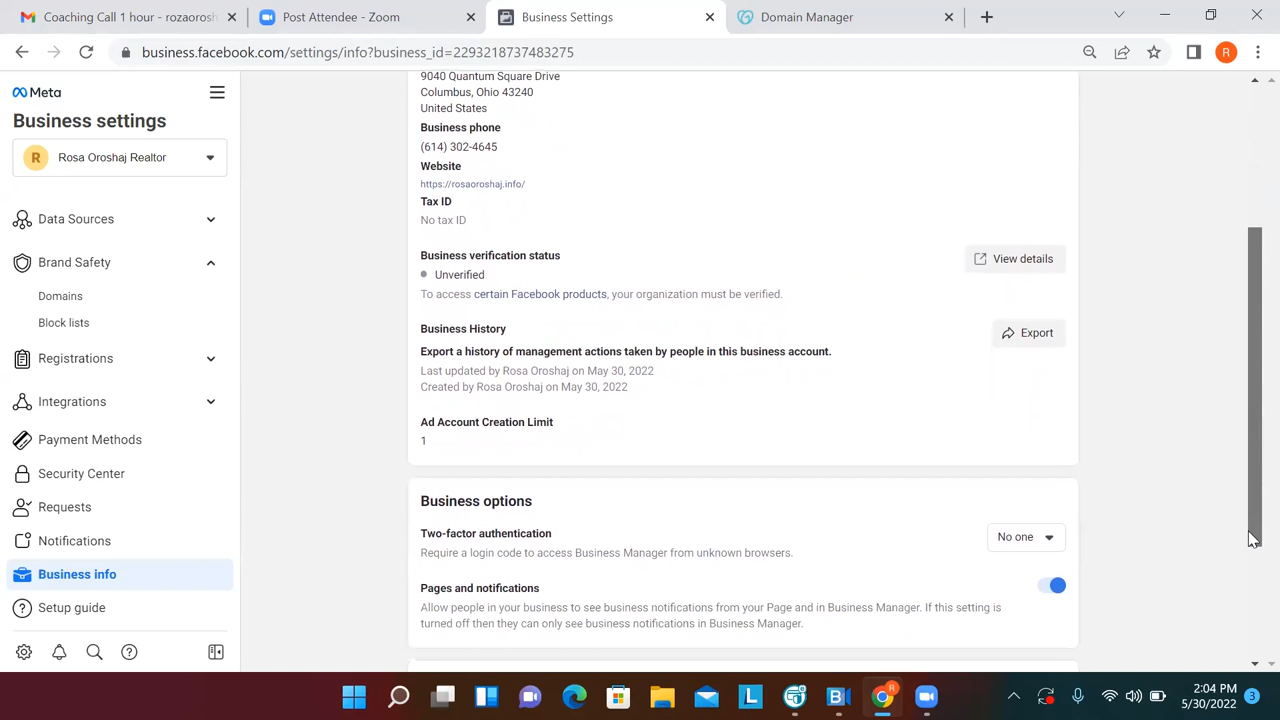 Coaching Call 1 hour - rozaorosh
Post Attendee - Zoom
Business Settings
Domain Manager
business.facebook.com/settings/info?business_id=2293218737483275
R
Meta
Business settings
R Rosa Oroshaj Realtor
Data Sources
Brand Safety
Domains
Block lists
Registrations
Integrations
Payment Methods
Security Center
Requests
Notifications
Business info
Setup guide
9040 Quantum Square Drive
Columbus, Ohio 43240
United States
Business phone
(614) 302-4645
Website
https://rosaoroshaj.info/
Tax ID
No tax ID
Business verification status
View details
Unverified
To access certain Facebook products, your organization must be verified.
Business History
Export
Export a history of management actions taken by people in this business account.
Last updated by Rosa Oroshaj on May 30, 2022
Created by Rosa Oroshaj on May 30, 2022
Ad Account Creation Limit
1
Business options
Two-factor authentication
No one
Require a login code to access Business Manager from unknown browsers.
Pages and notifications
Allow people in your business to see business notifications from your Page and in Business Manager. If this setting is
turned off then they can only see business notifications in Business Manager.
L
B
R
2:04 PM
5/30/2022
3